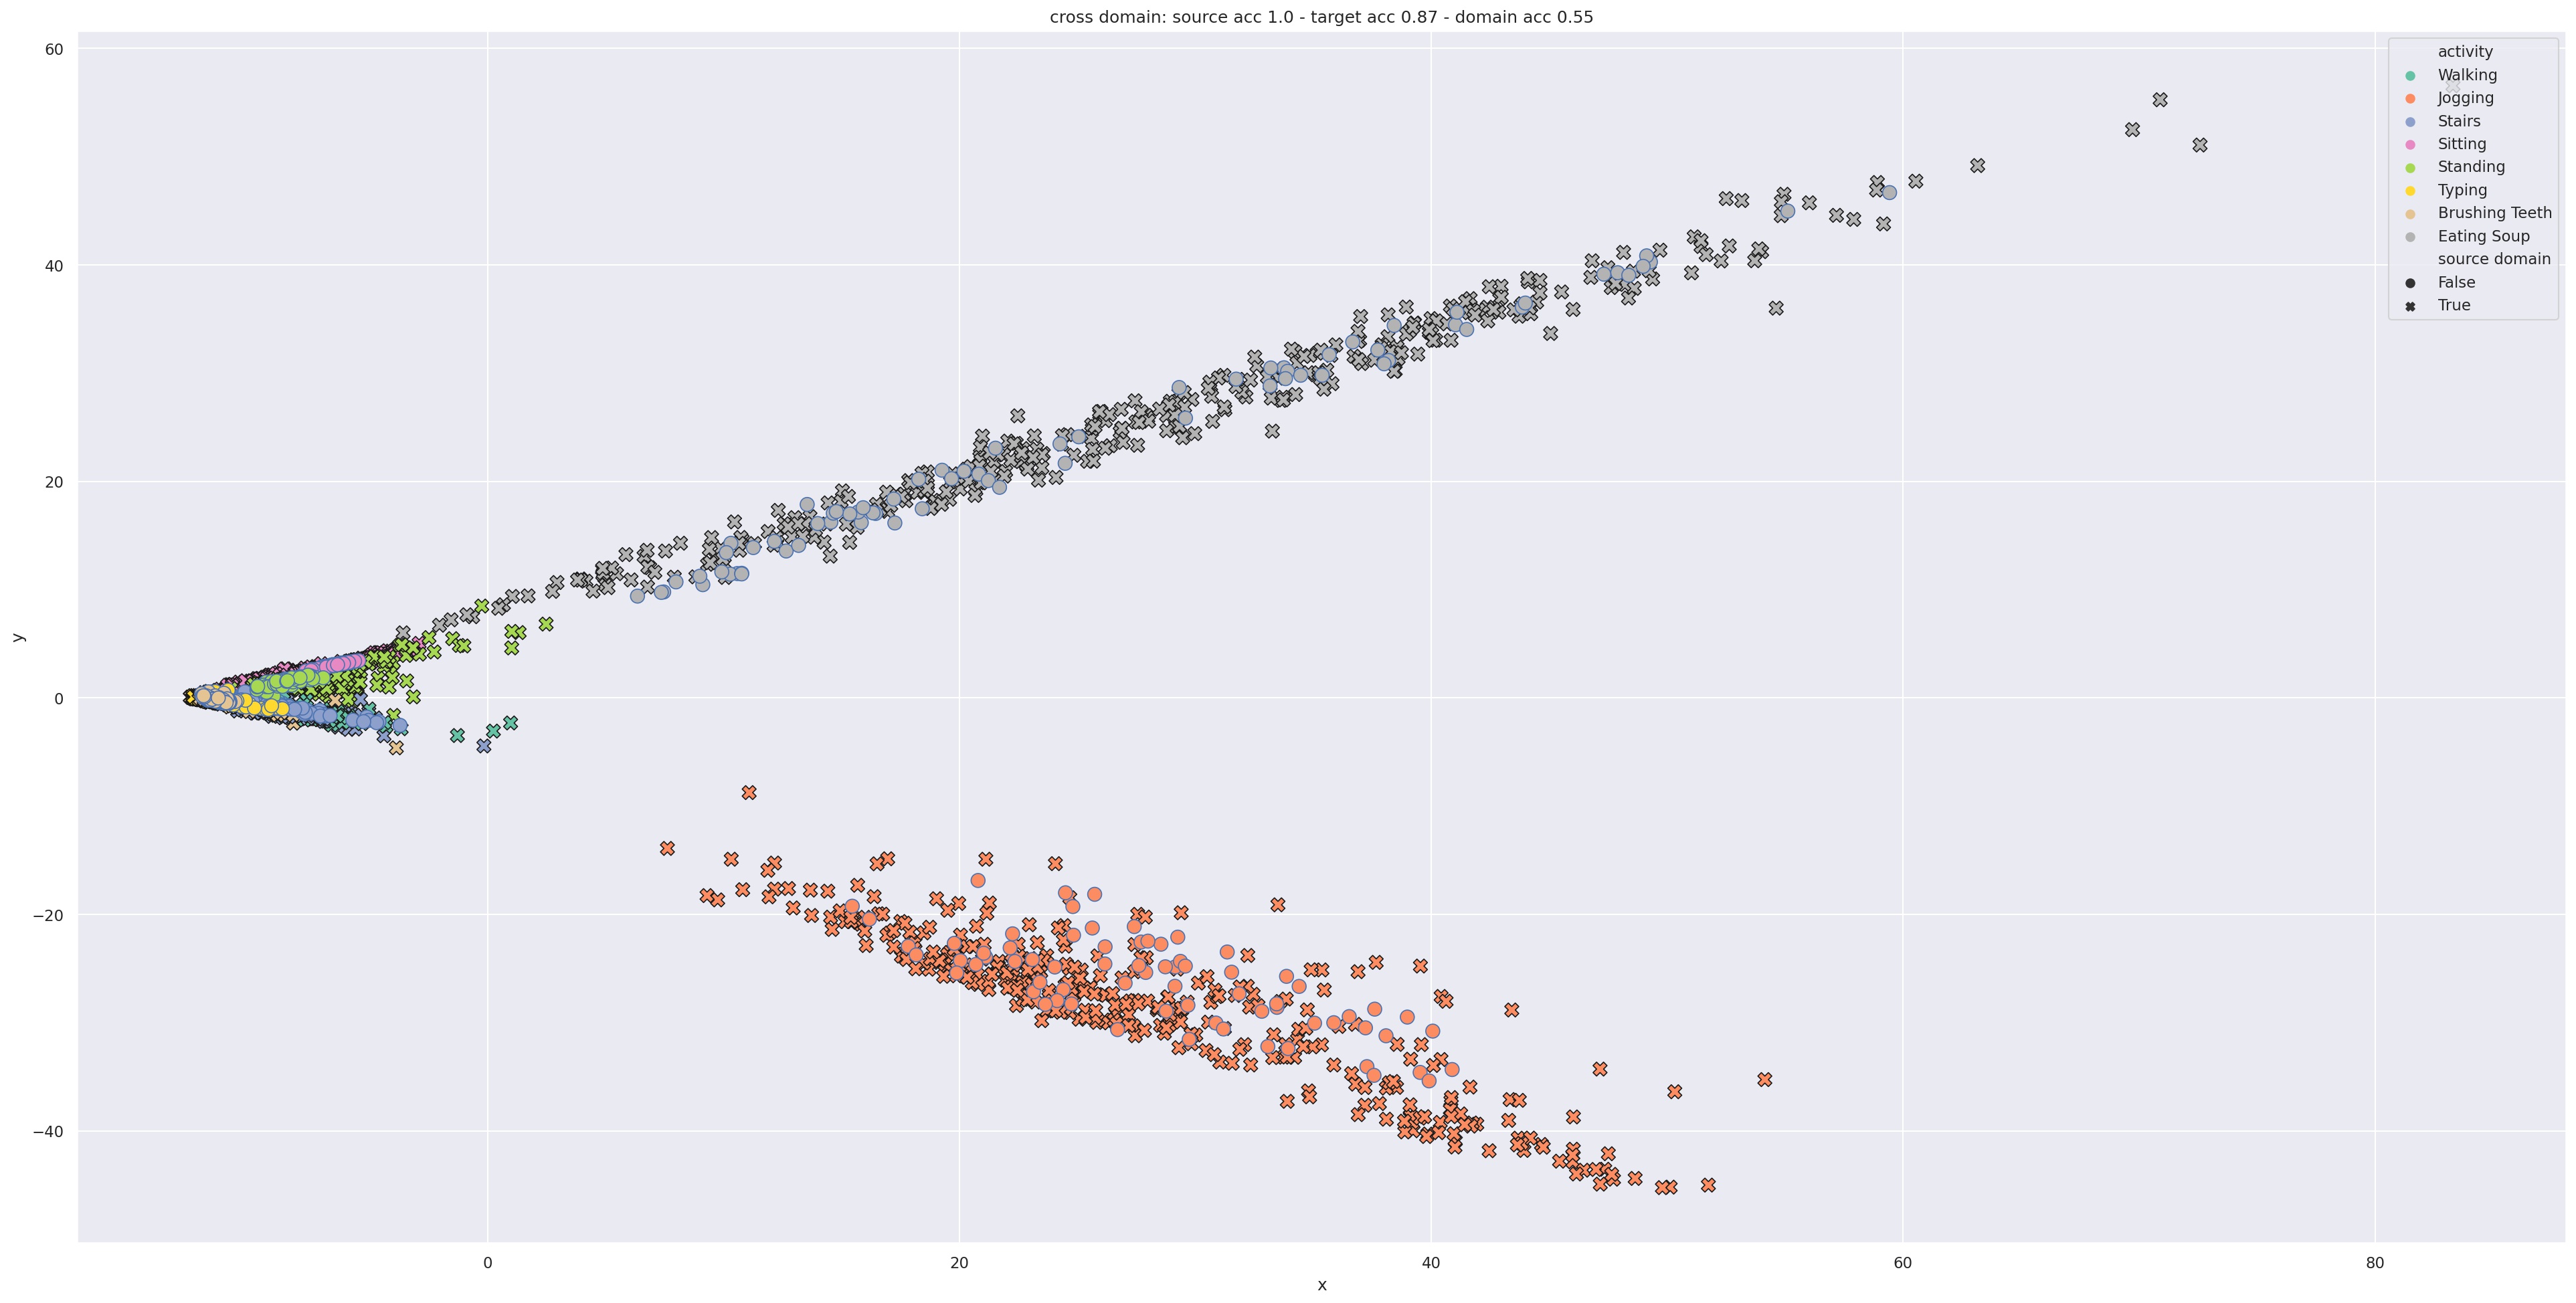 cross domain: source acc 1.0 - target acc 0.87 - domain acc 0.55
60
40
20
0
−20
−40
y
0
20
40
60
80
x
activity
Walking
Jogging
Stairs
Sitting
Standing
Typing
Brushing Teeth
Eating Soup
source domain
False
True